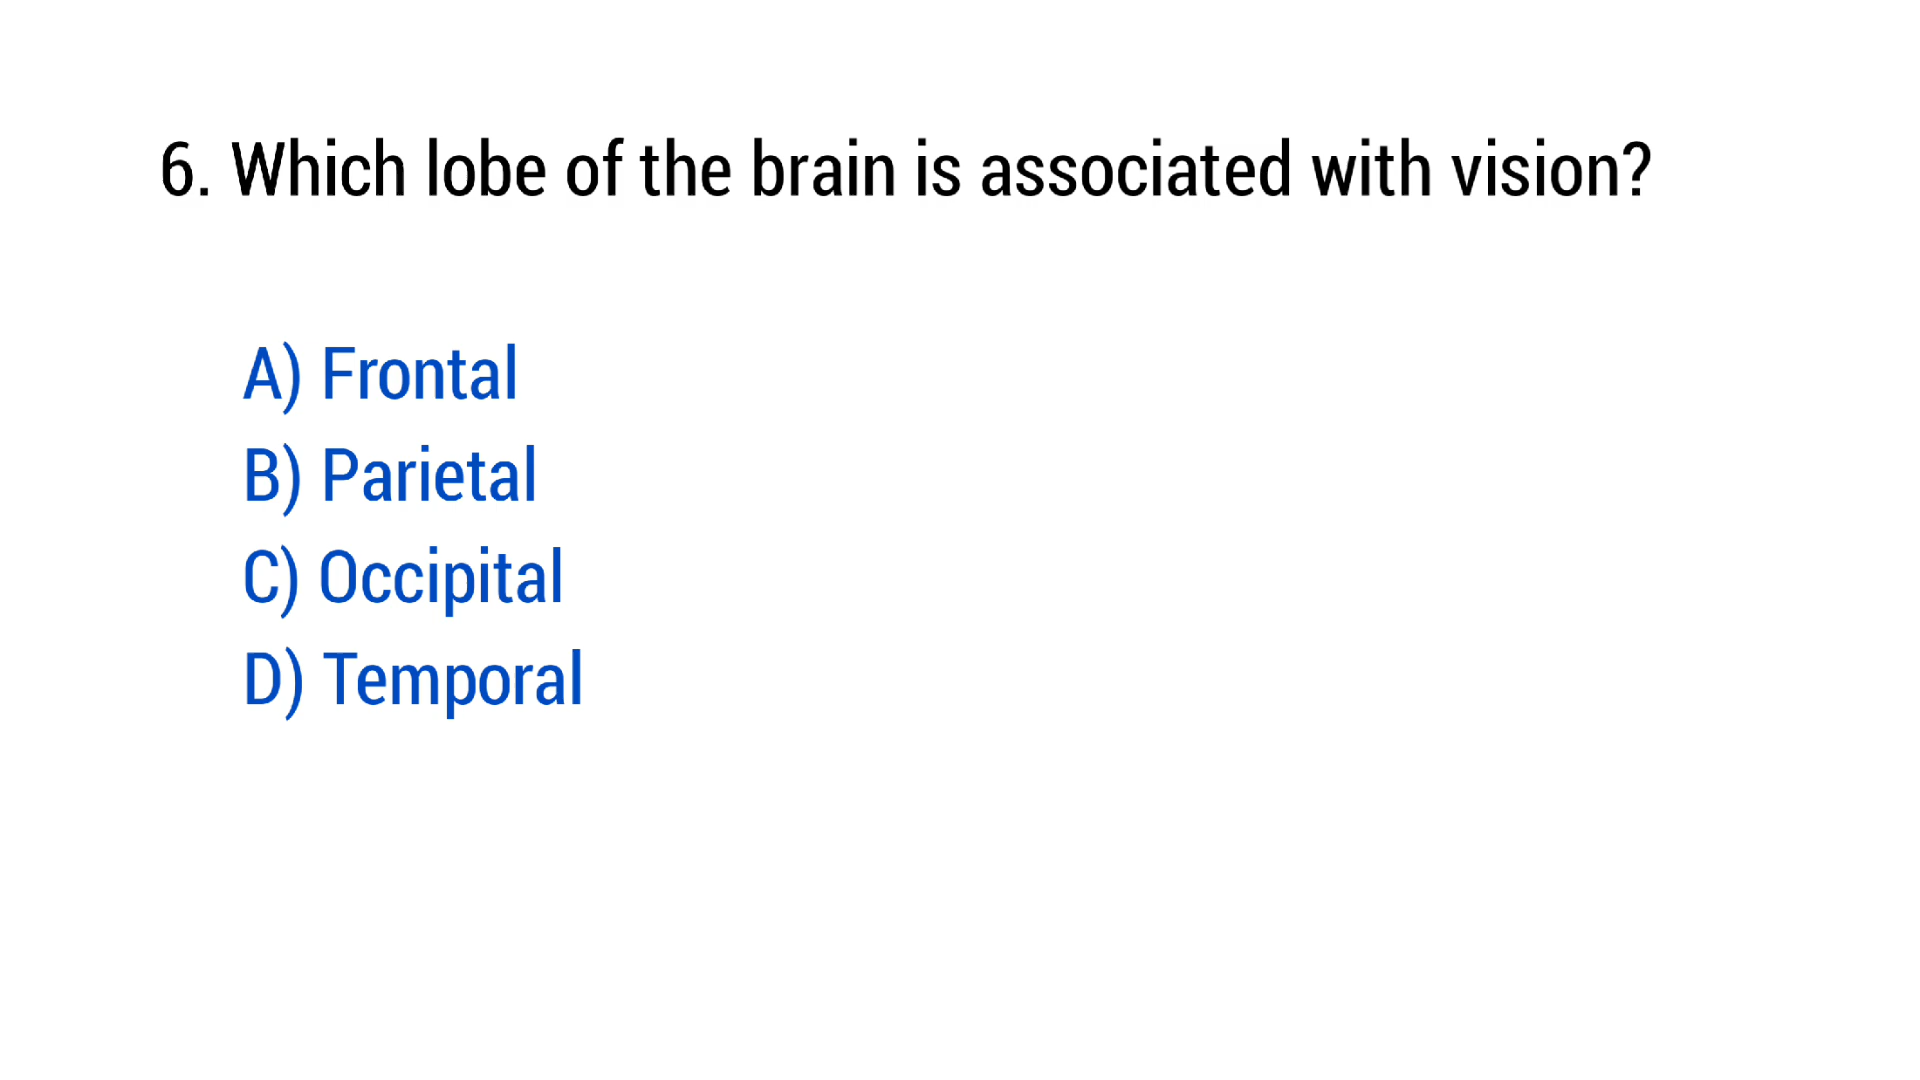 6. Which lobe of the brain is associated with vision?
A) Frontal
B) Parietal
C) Occipital
D) Temporal